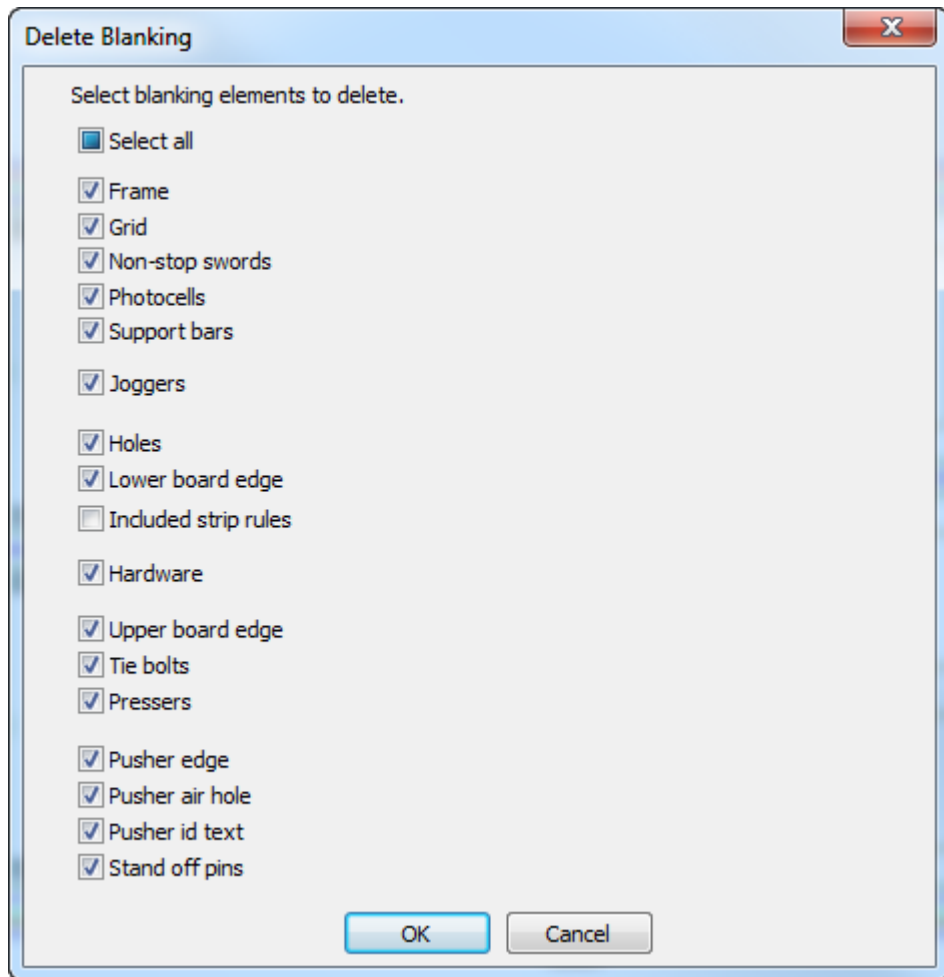 Delete Blanking
Select blanking elements to delete.
Select all
Frame
Grid
Non-stop swords
Photocells
Support bars
Joggers
Holes
Lower board edge
Included strip rules
Hardware
Upper board edge
Tie bolts
Pressers
Pusher edge
Pusher air hole
Pusher id text
Stand off pins
OK Cancel